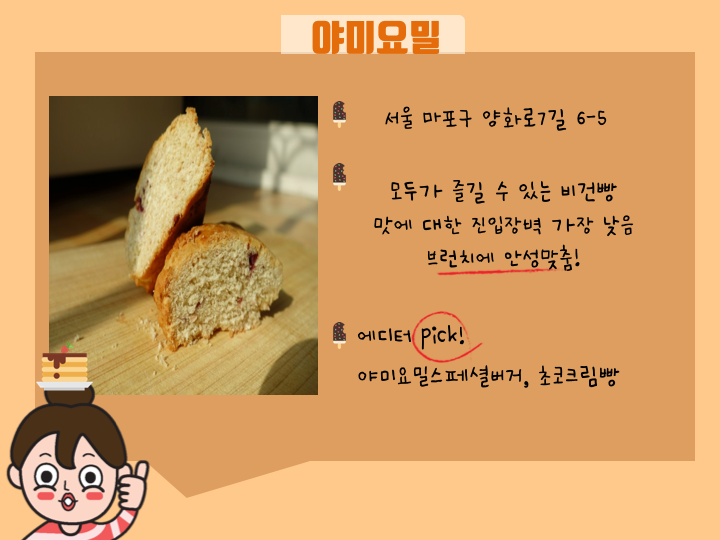 야미요밀
서울 마포구 양화로7길 6-5
모두가 즐길 수 있는 비건빵
맛에 대한 진입장벽 가장 낮음
브런치에 안성맞춤!
에디터 pick!
야미요밀스페셜버거, 초코크림빵